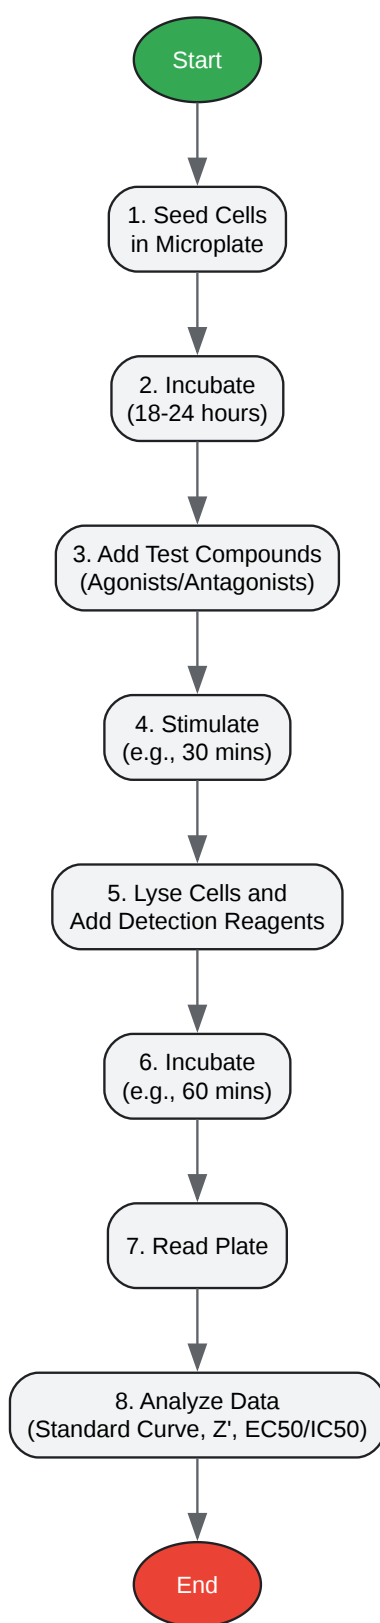 Start
1. Seed Cells
in Microplate
2. Incubate
(18-24 hours)
3. Add Test Compounds
(Agonists/Antagonists)
4. Stimulate
(e.g., 30 mins)
5. Lyse Cells and
Add Detection Reagents
6. Incubate
(e.g., 60 mins)
7. Read Plate
8. Analyze Data
(Standard Curve, Z', EC50/IC50)
End